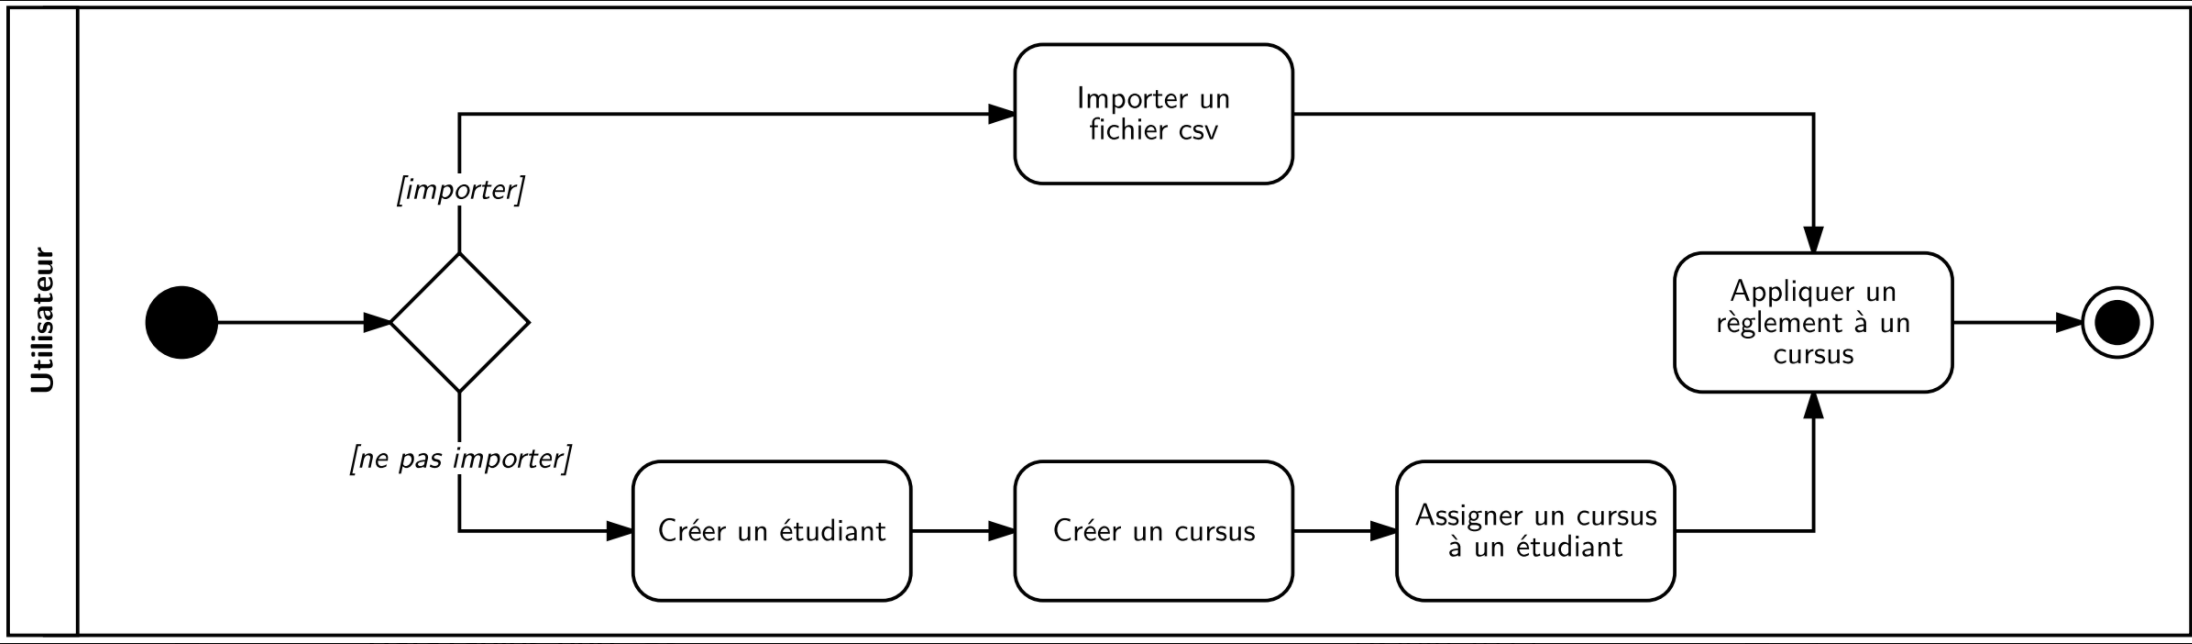 Utilisateur
[importer]
Importer un
fichier csv
[ne pas importer]
Créer un étudiant
Créer un cursus
Assigner un cursus
à un étudiant
Appliquer un
règlement à un
cursus